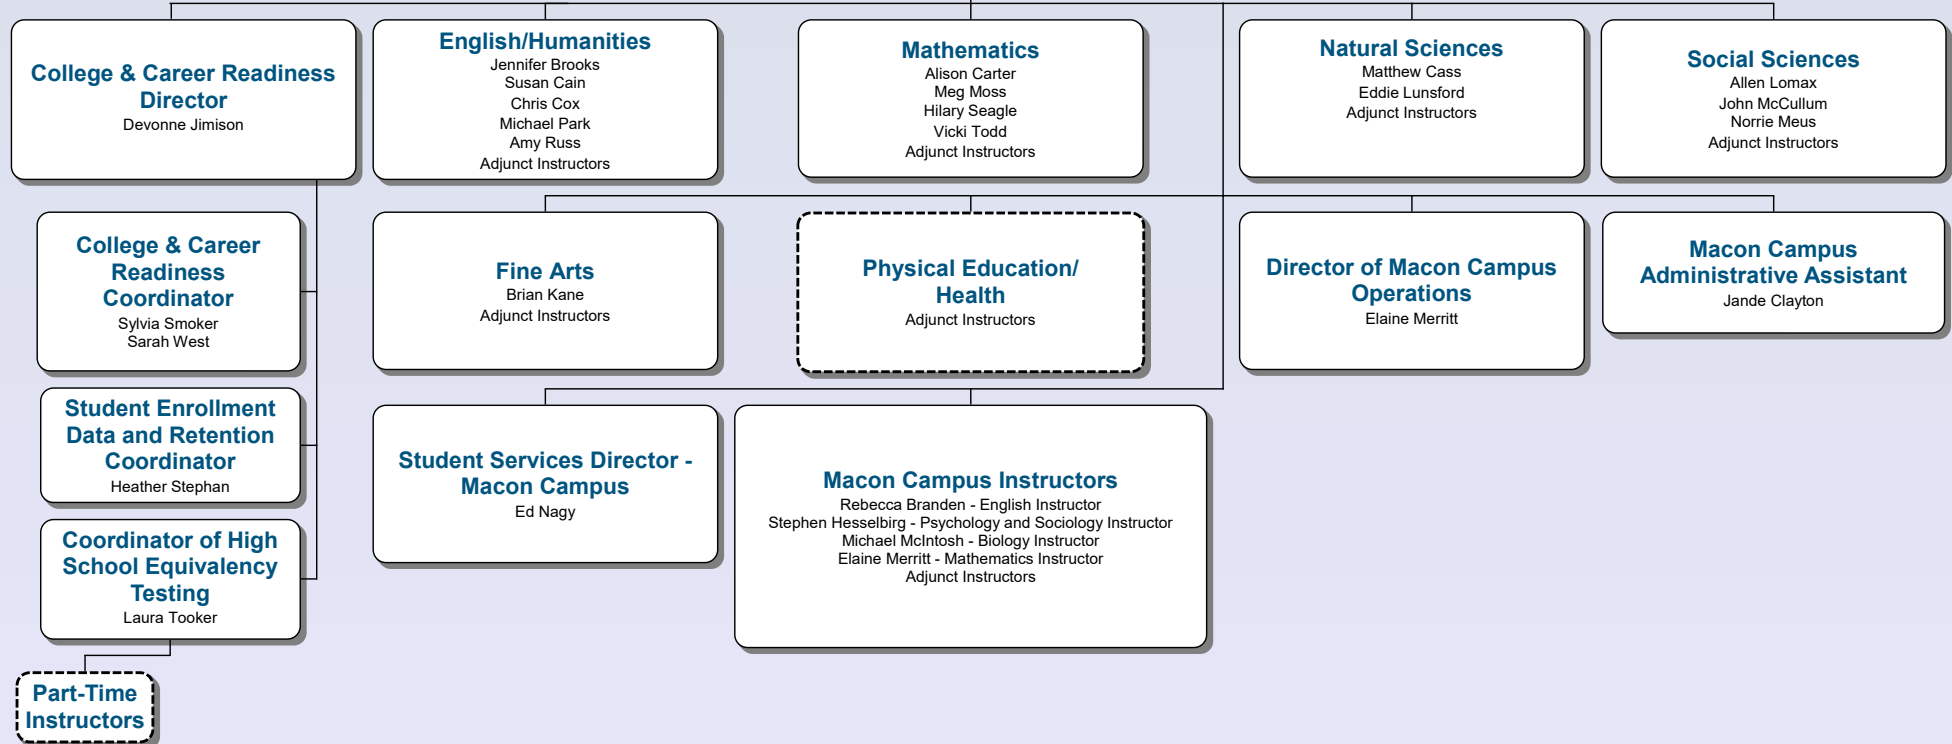 College & Career Readiness
Director
Devonne Jimison
English/Humanities
Jennifer Brooks
Susan Cain
Chris Cox
Michael Park
Amy Russ
Adjunct Instructors
Mathematics
Alison Carter
Meg Moss
Hilary Seagle
Vicki Todd
Adjunct Instructors
Natural Sciences
Matthew Cass
Eddie Lunsford
Adjunct Instructors
Social Sciences
Allen Lomax
John McCullum
Norrie Meus
Adjunct Instructors
College & Career
Readiness
Coordinator
Sylvia Smoker
Sarah West
Fine Arts
Brian Kane
Adjunct Instructors
Physical Education/
Health
Adjunct Instructors
Director of Macon Campus
Operations
Elaine Merritt
Macon Campus
Administrative Assistant
Jande Clayton
Student Enrollment
Data and Retention
Coordinator
Heather Stephan
Student Services Director -
Macon Campus
Ed Nagy
Macon Campus Instructors
Rebecca Branden - English Instructor
Stephen Hesselbirg - Psychology and Sociology Instructor
Michael McIntosh - Biology Instructor
Elaine Merritt - Mathematics Instructor
Adjunct Instructors
Coordinator of High
School Equivalency
Testing
Laura Tooker
Part-Time
Instructors